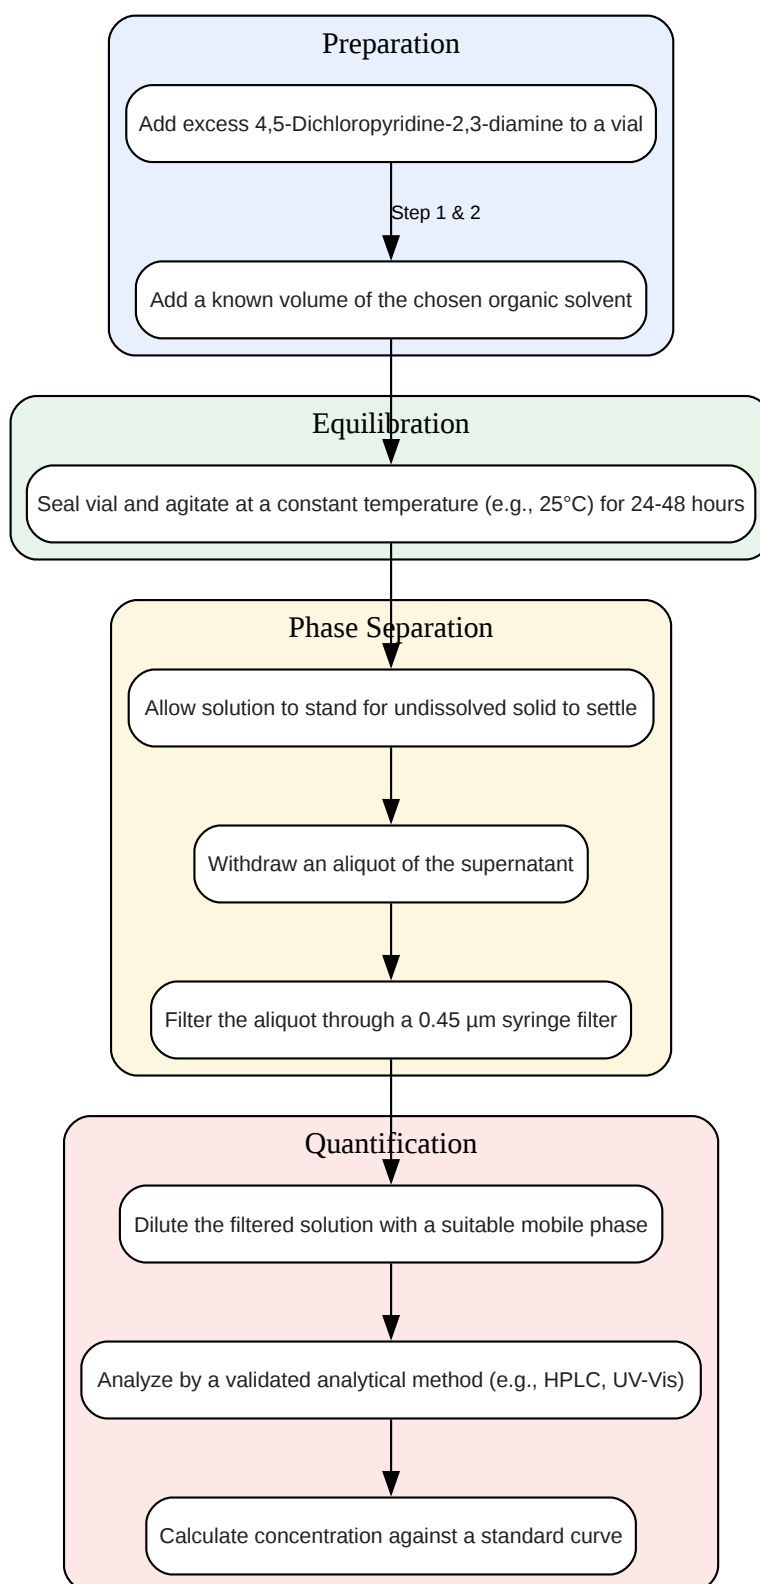 Preparation
Add excess 4,5-Dichloropyridine-2,3-diamine to a vial
Step 1 & 2
Add a known volume of the chosen organic solvent
Equilibration
Seal vial and agitate at a constant temperature (e.g., 25°C) for 24-48 hours
Phase Separation
Allow solution to stand for undissolved solid to settle
Withdraw an aliquot of the supernatant
Filter the aliquot through a 0.45 µm syringe filter
Quantification
Dilute the filtered solution with a suitable mobile phase
Analyze by a validated analytical method (e.g., HPLC, UV-Vis)
Calculate concentration against a standard curve